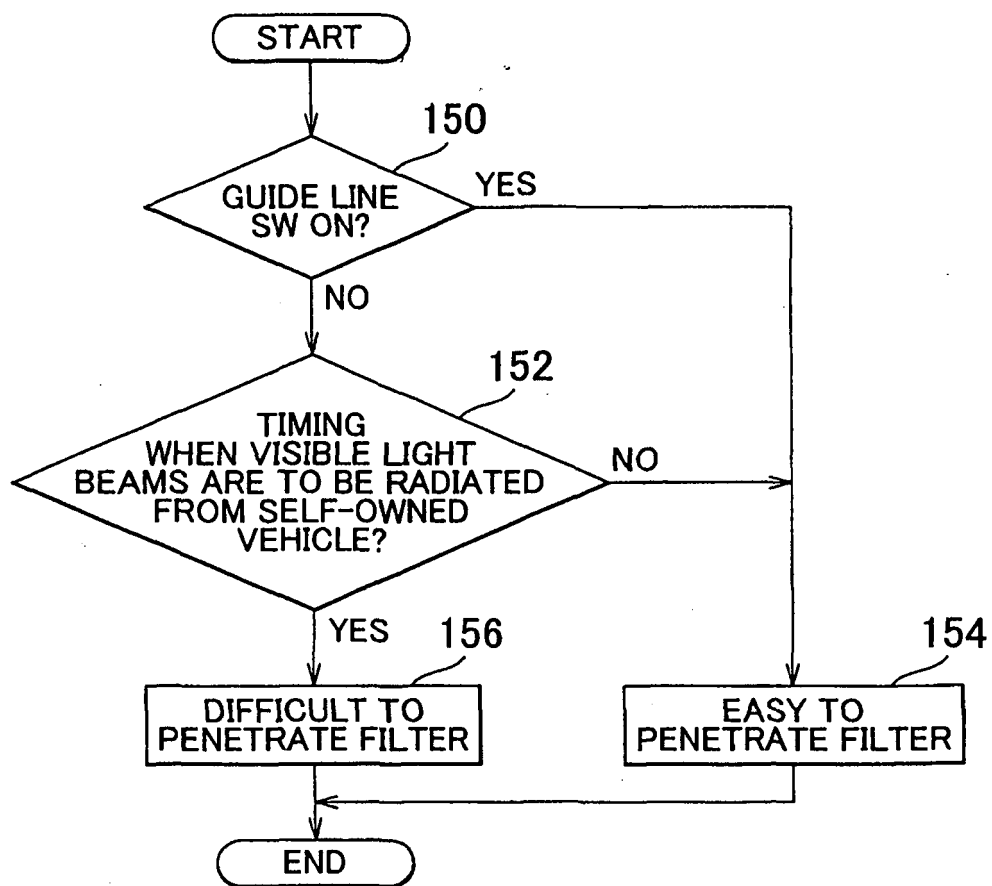 START
150
GUIDE LINE
SW ON?
YES
NO
152
TIMING
WHEN VISIBLE LIGHT
BEAMS ARE TO BE RADIATED
FROM SELF-OWNED
VEHICLE?
NO
YES
156
DIFFICULT TO
PENETRATE FILTER
154
EASY TO
PENETRATE FILTER
END